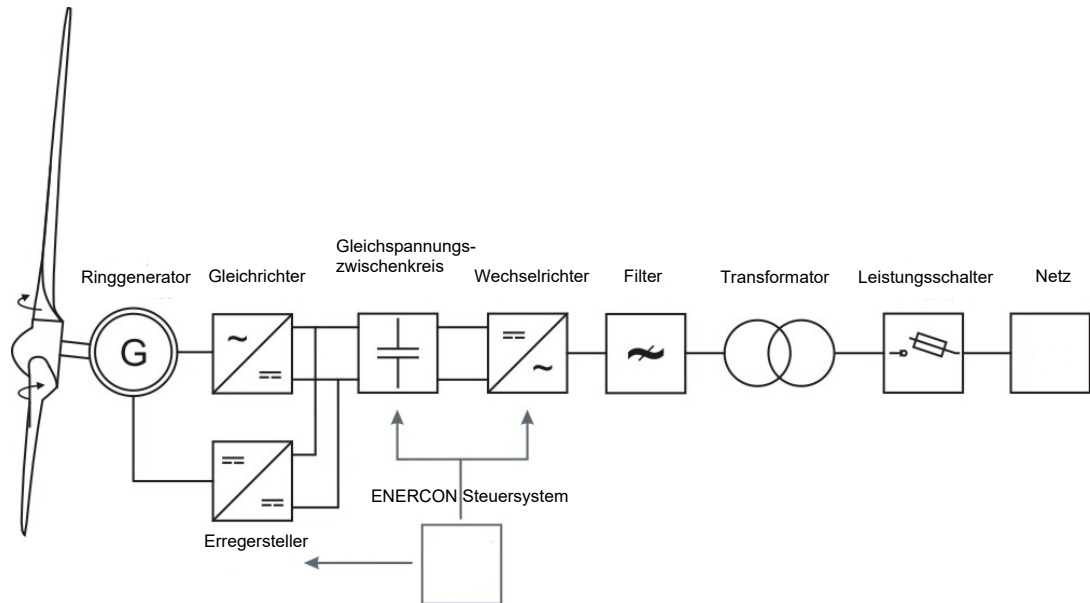 Gleichspannungs-
zwischenkreis
Ringgenerator
Gleichrichter
Wechselrichter
Filter
Transformator
Leistungsschalter
Netz
G
ENERCON Steuersystem
Erregersteller